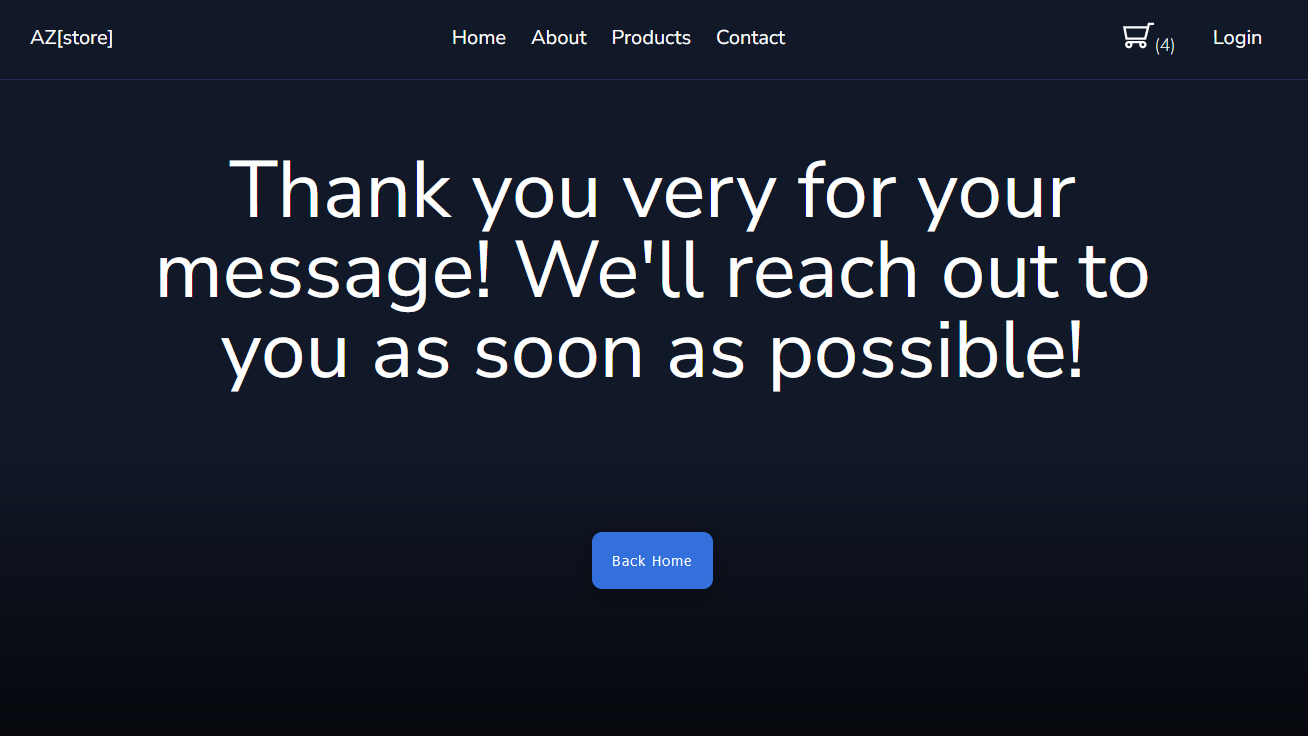 AZ[store]
Home About Products Contact
(4)
Login
Thank you very for your
message! We'll reach out to
you as soon as possible!
Back Home